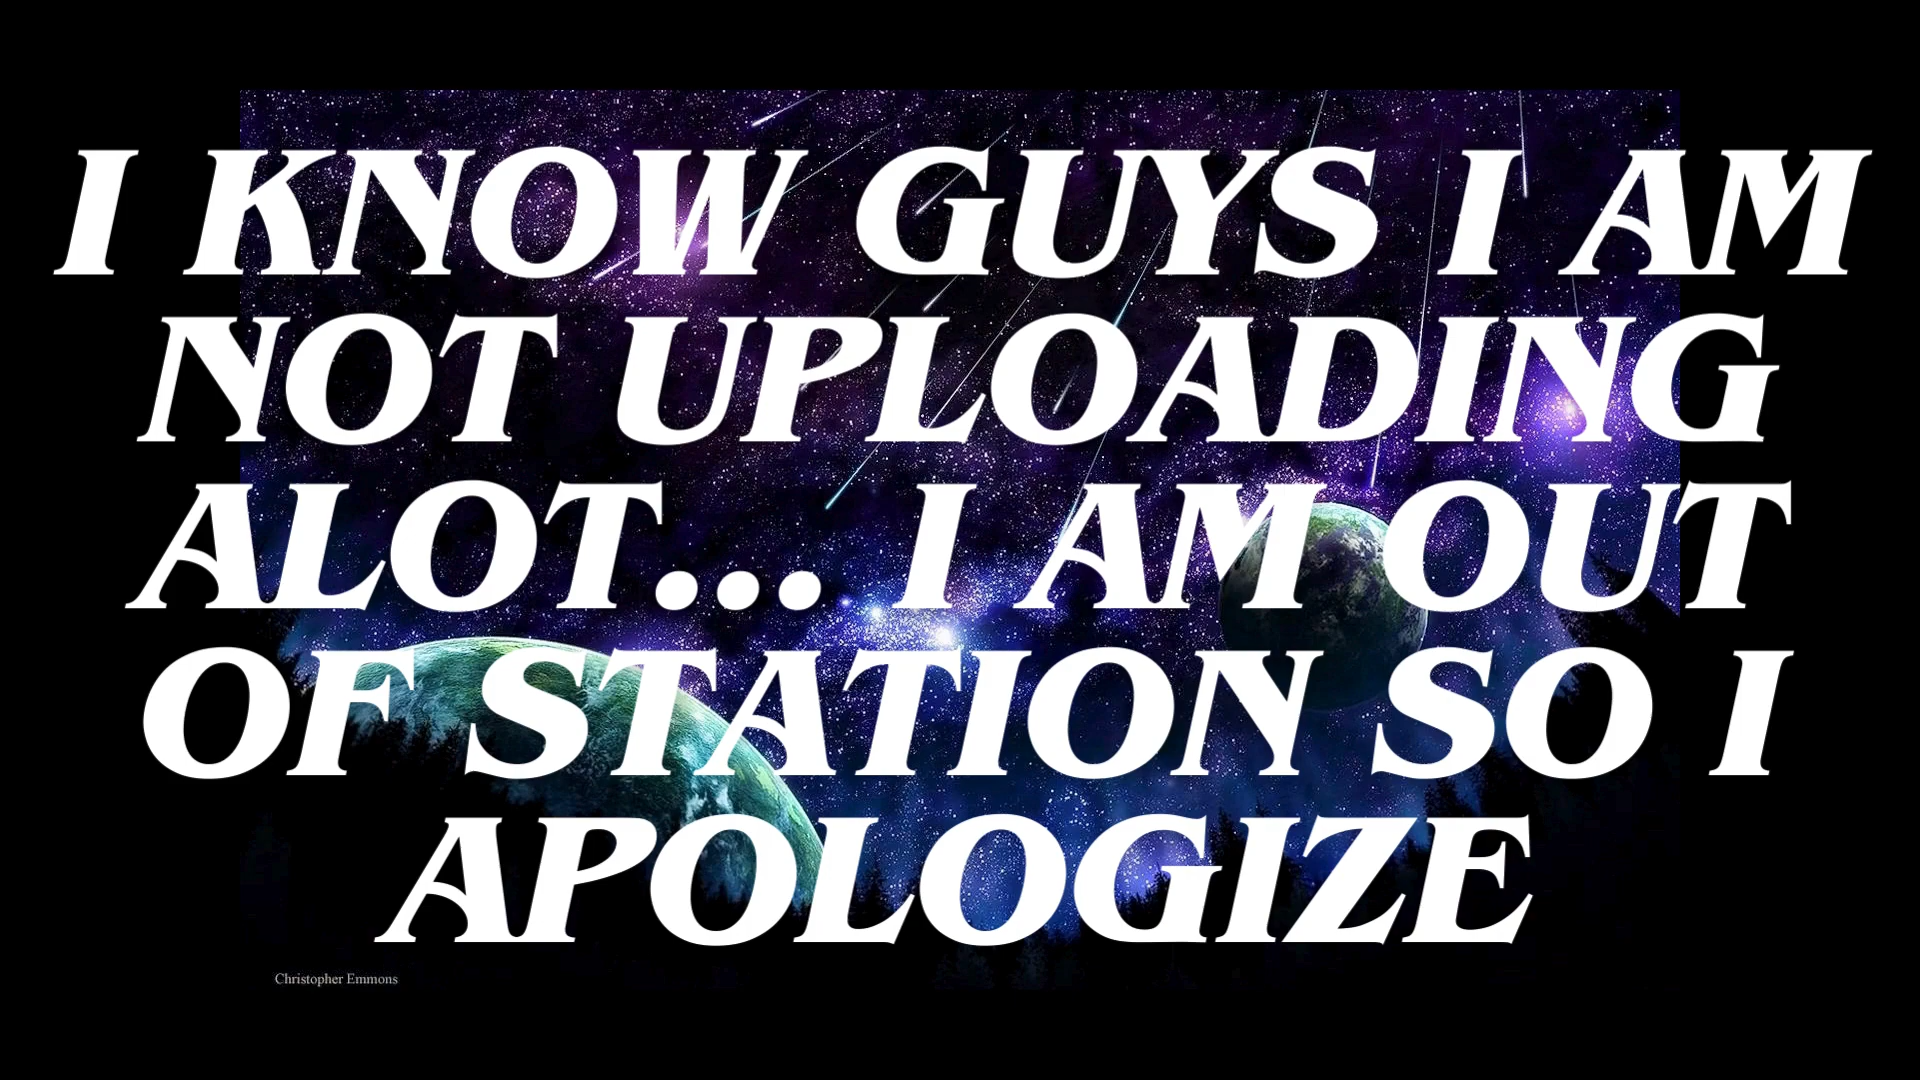 I KNOW GUYS I AM
NOT UPLOADING
ALOT... I AM OUT
OF STATION SO I
APOLOGIZE
Christopher Emmons